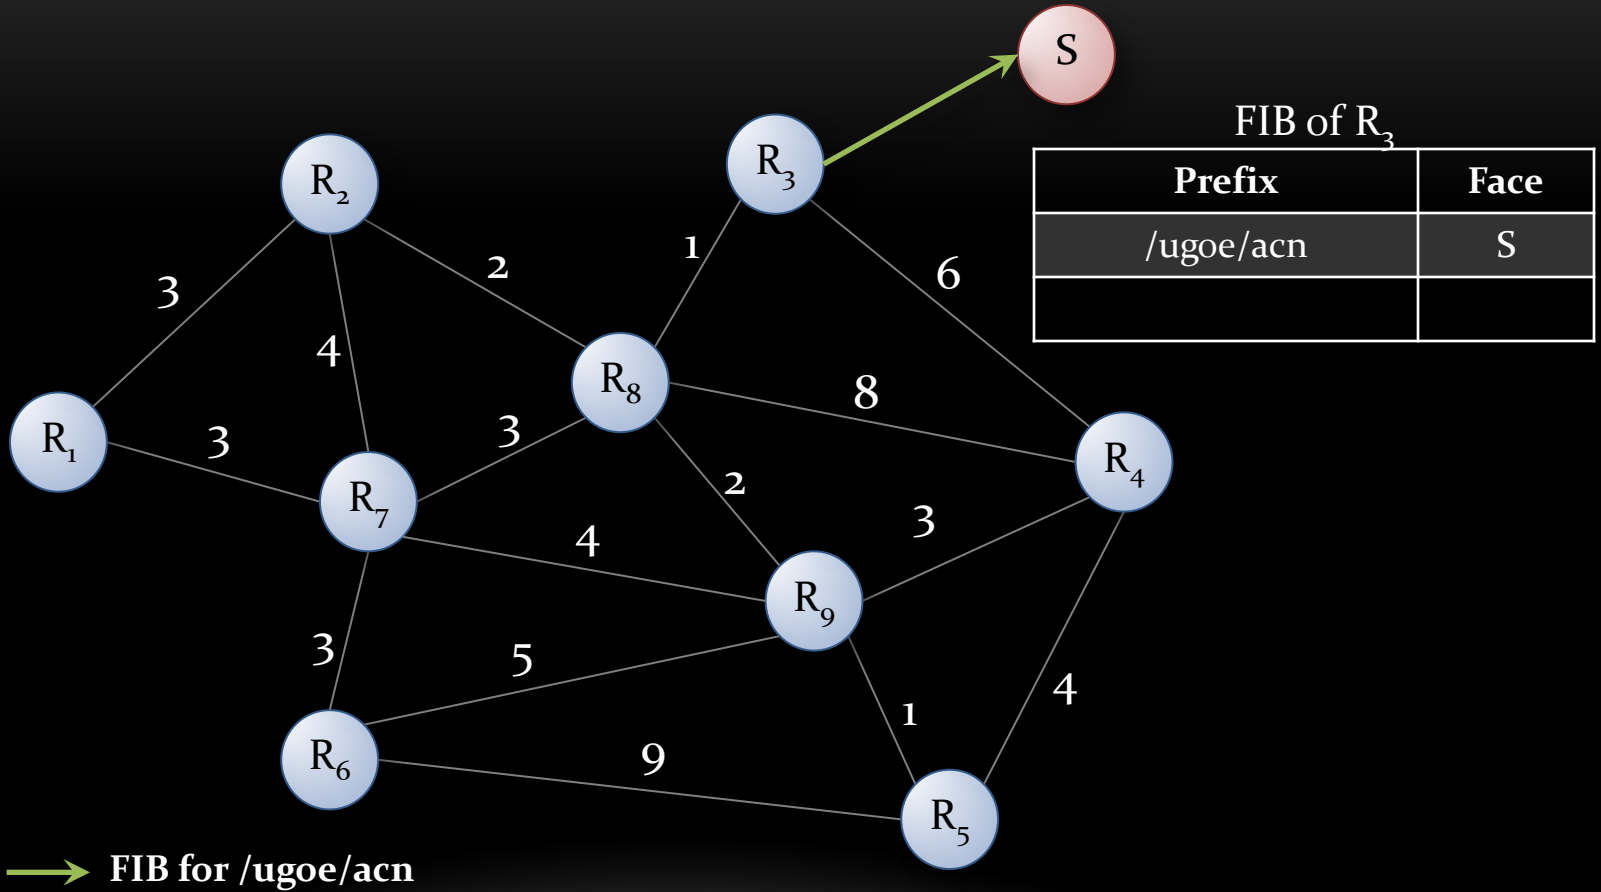 S
FIB of R3
Prefix Face
/ugoe/acn S
R2
R3
3
4
2
1
6
R8
8
R1
3
R7
3
2
R4
4
3
R9
3
5
1
4
R6
9
R5
FIB for /ugoe/acn